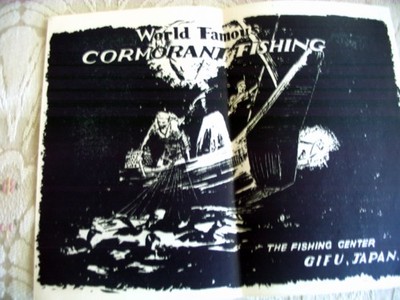 World Famous
CORMORANT FISHING
THE FISHING CENTER
GIFU, JAPAN.